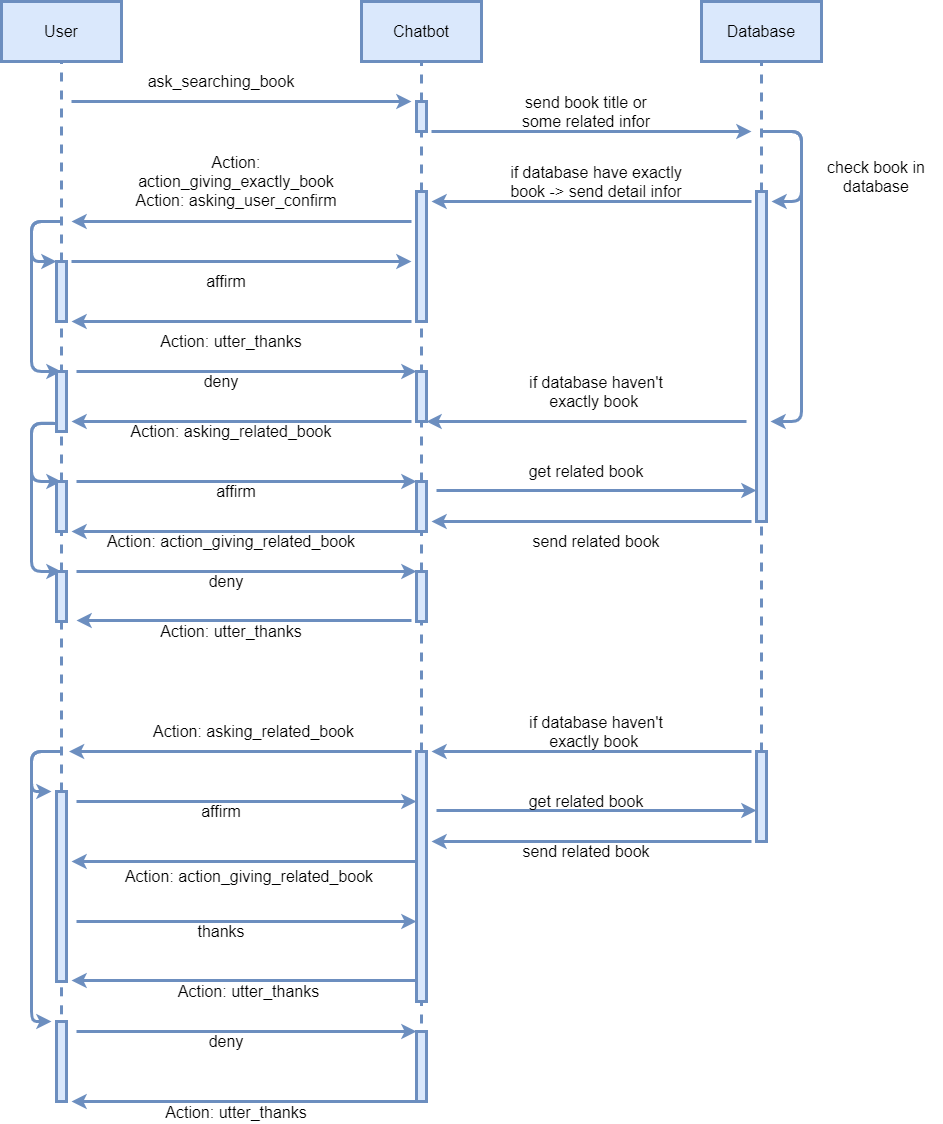 User
Chatbot
Database
ask_searching_book
send book title or
some related infor
check book in
database
Action:
action_giving_exactly_book
Action: asking_user_confirm
if database have exactly
book -> send detail infor
affirm
Action: utter_thanks
deny
if database haven't
exactly book
Action: asking_related_book
get related book
affirm
Action: action_giving_related_book
send related book
deny
Action: utter_thanks
Action: asking_related_book
if database haven't
exactly book
get related book
affirm
send related book
Action: action_giving_related_book
thanks
Action: utter_thanks
deny
Action: utter_thanks